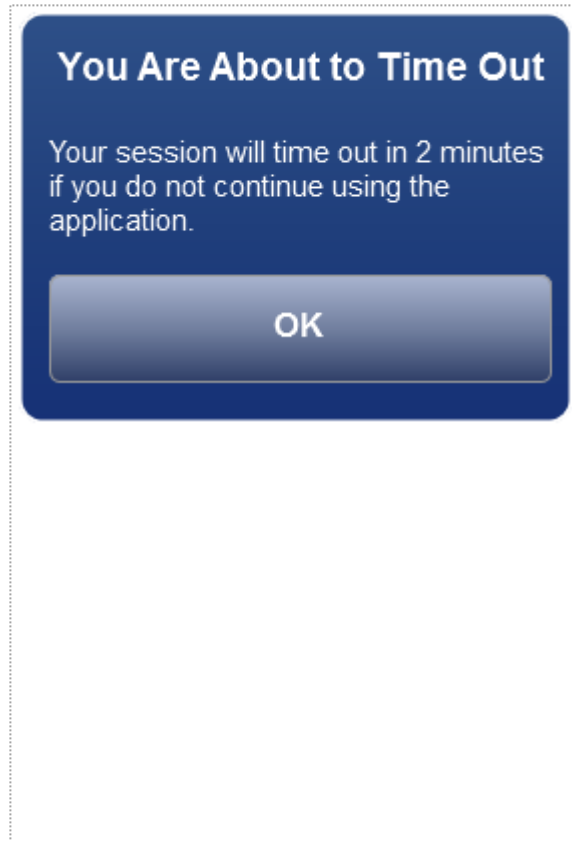 You Are About to Time Out
Your session will time out in 2 minutes
if you do not continue using the
application.
OK